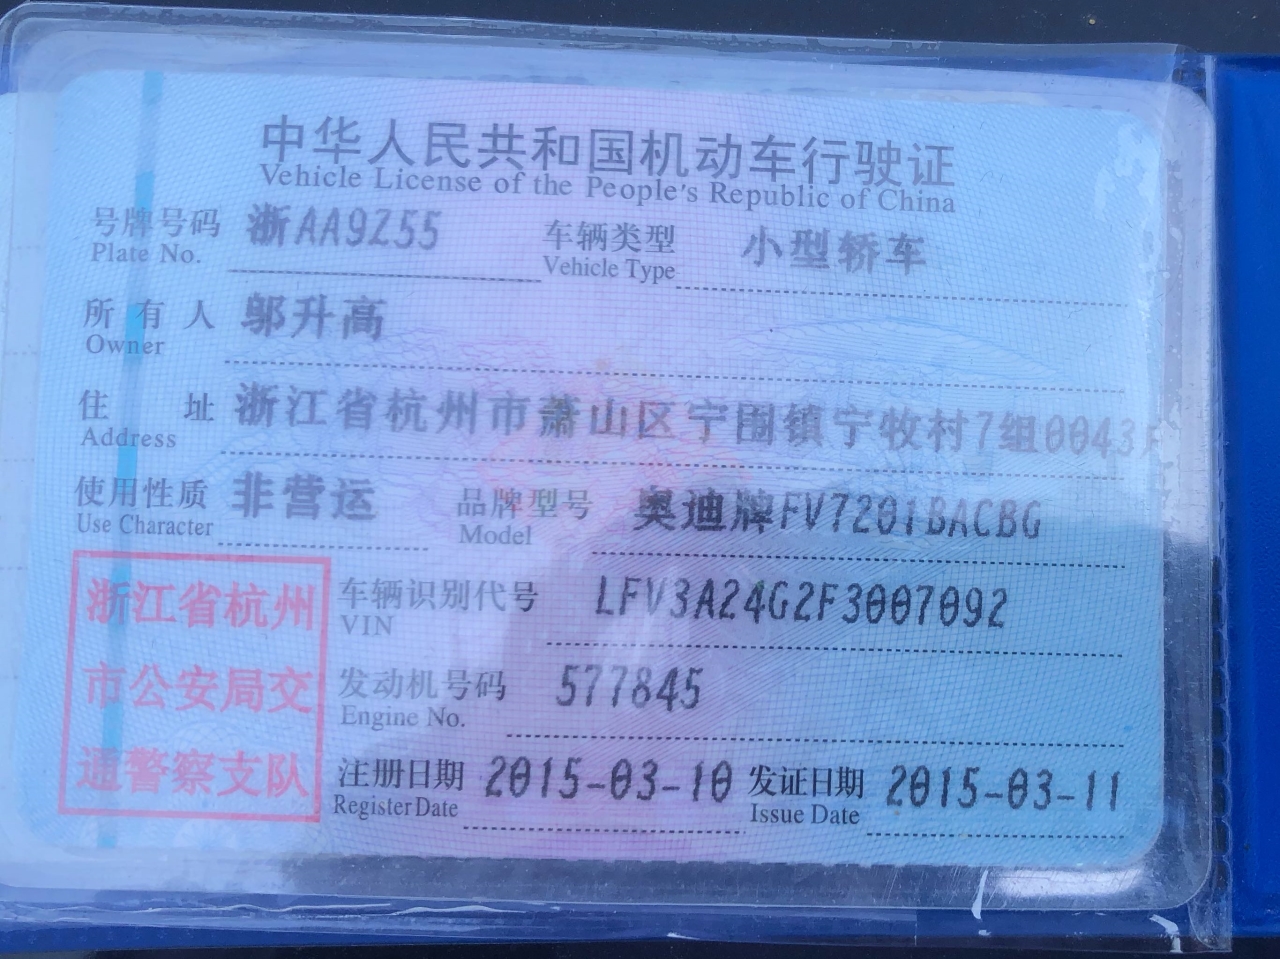 中华人民共和国机动车行驶证
Vehicle License of the People's Republic of China
号牌号码 浙AA9Z55 车辆类型 小型轿车
Plate No. Vehicle Type
所有人 邬升高
Owner
住址 浙江省杭州市萧山区宁围镇宁牧村7组0043户
Address
使用性质 非营运 品牌型号 奥迪牌FV7201BACBG
Use Character Model
浙江省杭州
市公安局交
通警察支队
车辆识别代号 LFV3A24G2F3007092
VIN
发动机号码 577845
Engine No.
注册日期 2015-03-10 发证日期 2015-03-11
Register Date Issue Date